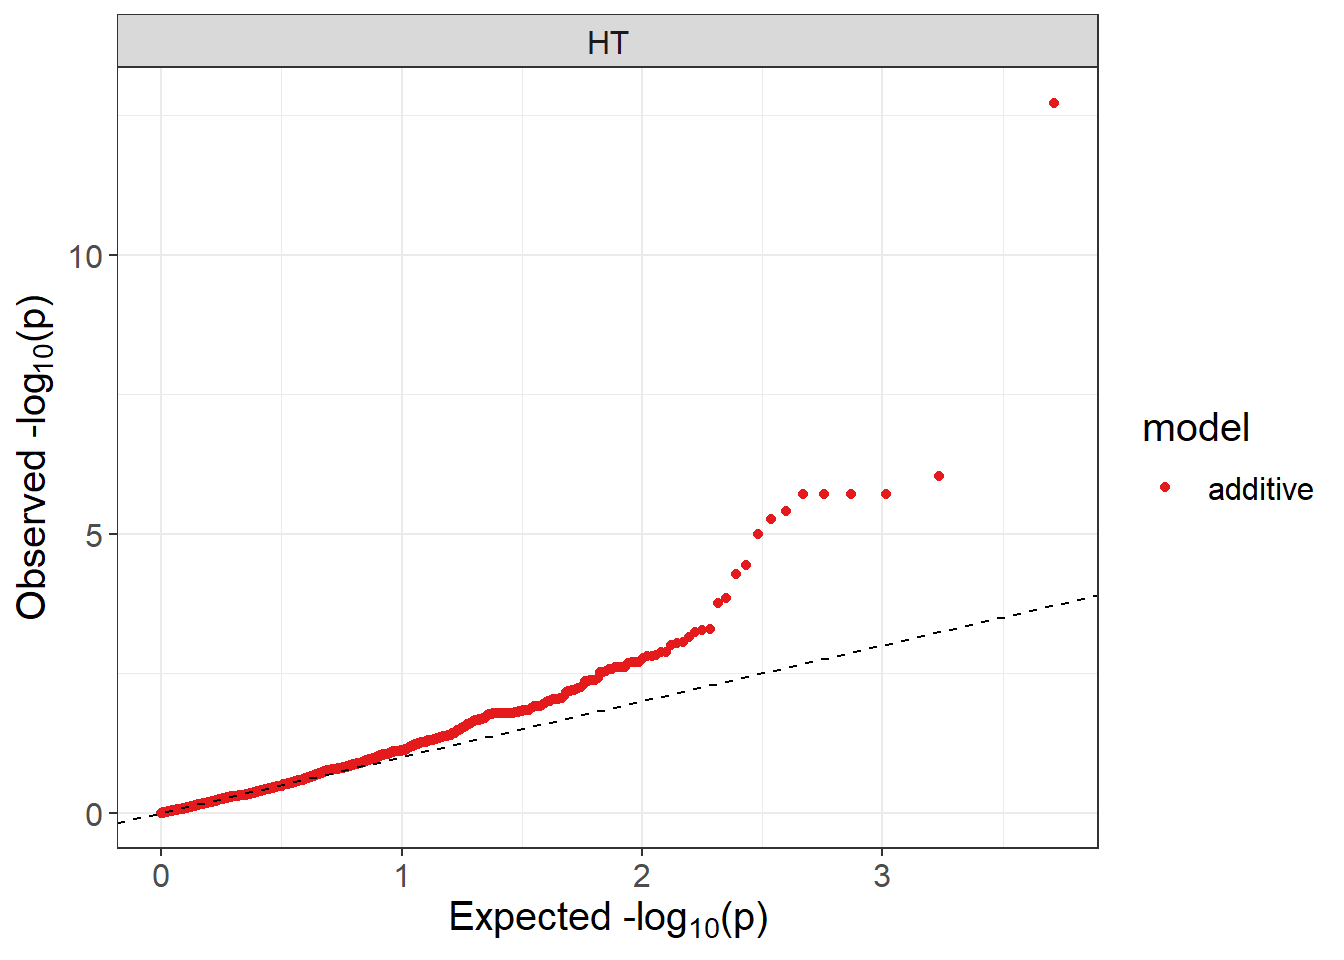 HT
10
5
0
Observed -log10(p)
0 1 2 3
Expected -log10(p)
model
additive